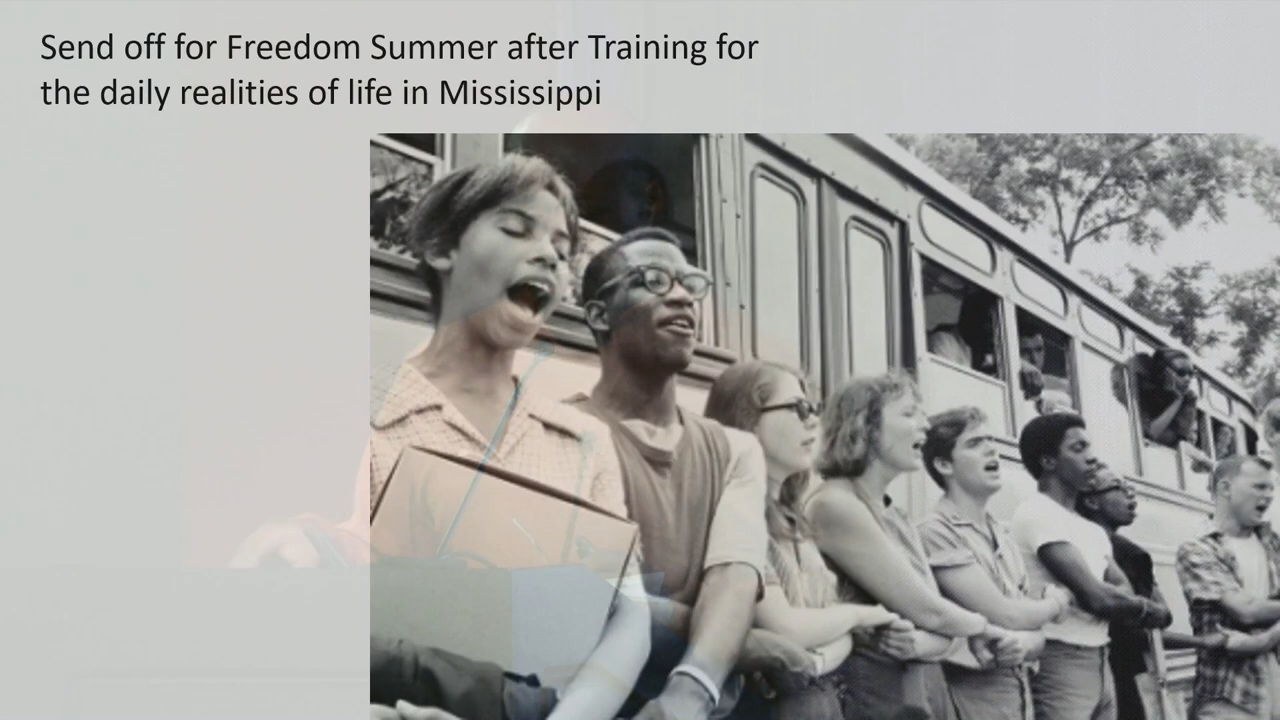 Send off for Freedom Summer after Training for
the daily realities of life in Mississippi